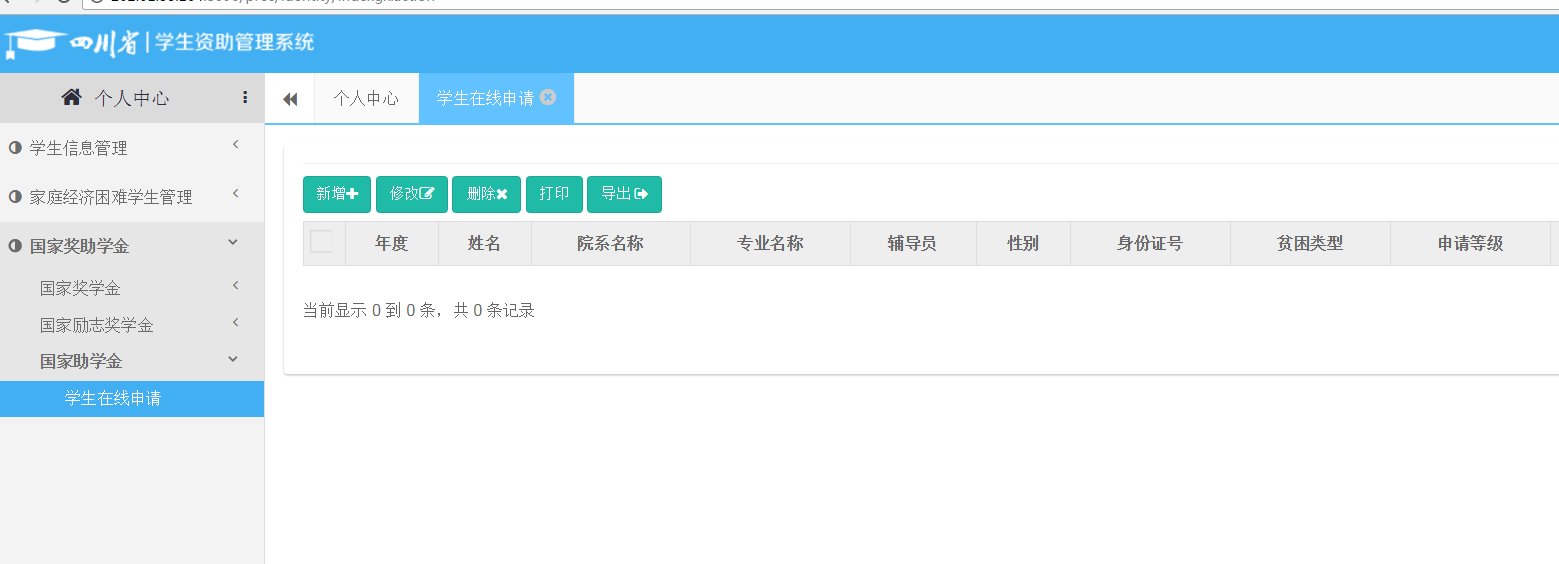 四川省|学生资助管理系统
个人中心
个人中心
学生在线申请
学生信息管理
家庭经济困难学生管理
国家奖助学金
国家奖学金
国家励志奖学金
国家助学金
学生在线申请
新增 修改 删除 打印 导出
年度 姓名 院系名称 专业名称 辅导员 性别 身份证号 贫困类型 申请等级
当前显示 0 到 0 条，共 0 条记录